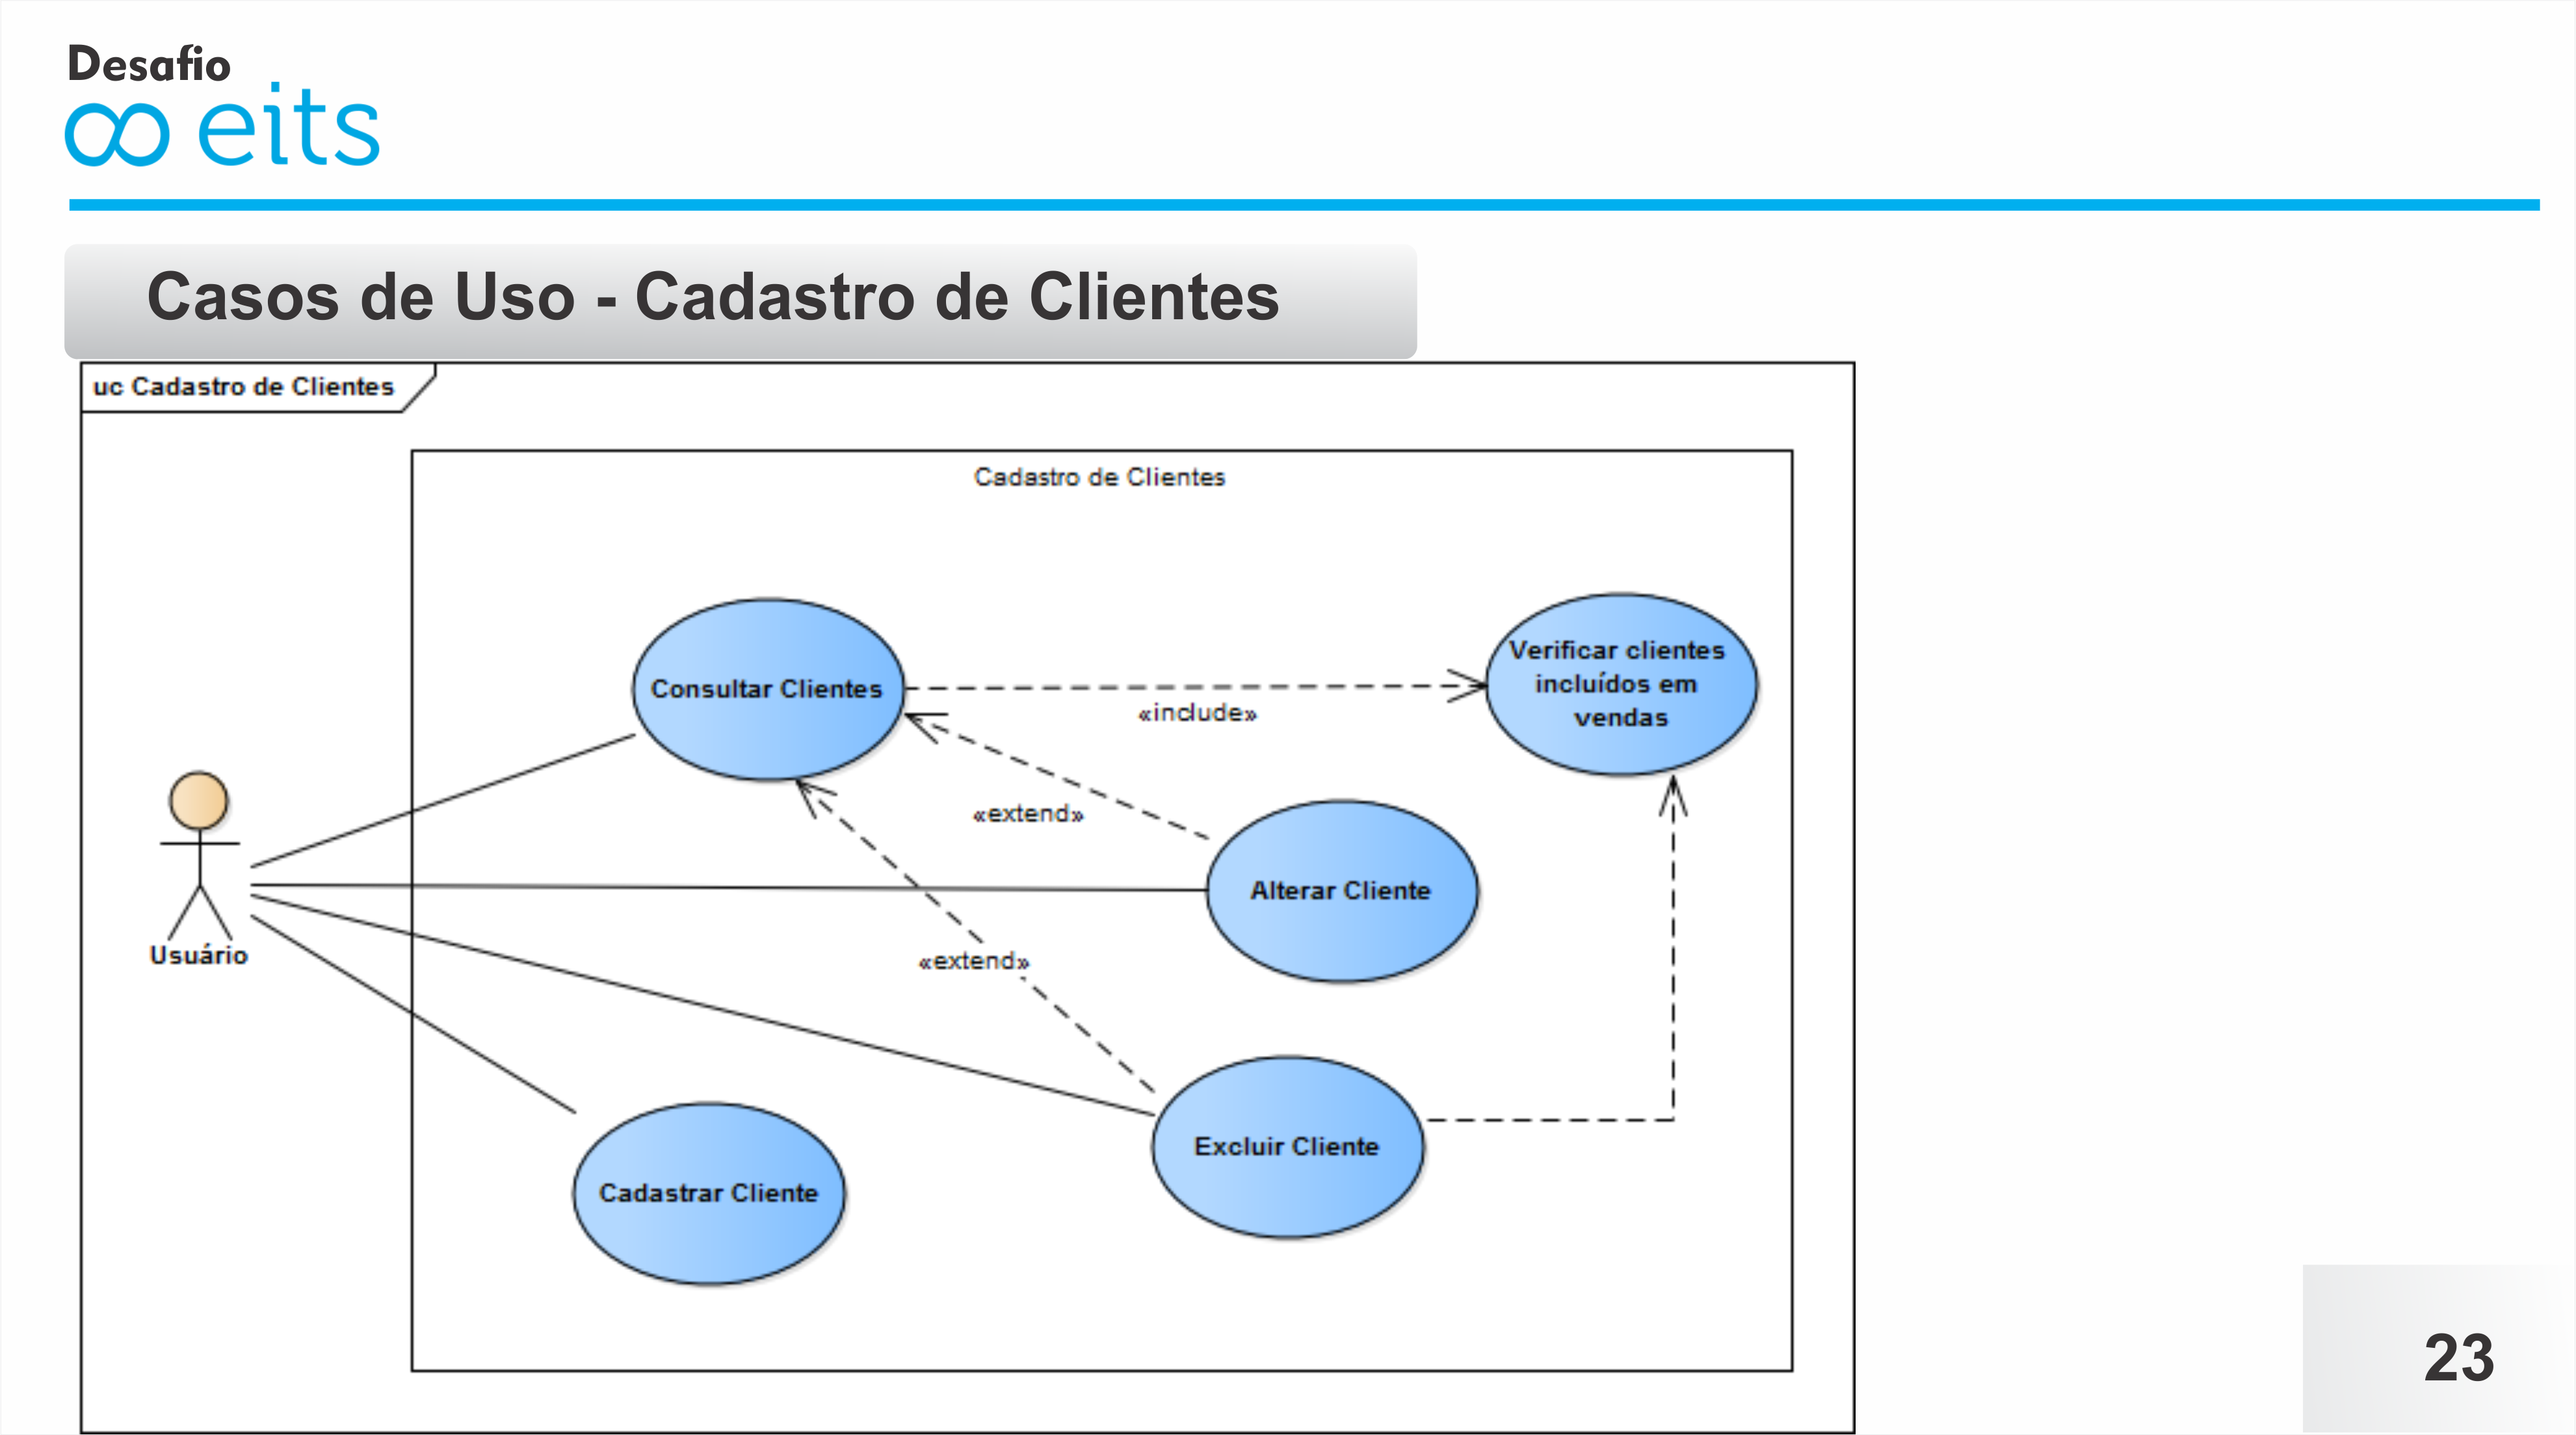 Desafio
eits
Casos de Uso - Cadastro de Clientes
uc Cadastro de Clientes
Cadastro de Clientes
Consultar Clientes
Verificar clientes
incluídos em
vendas
«include»
«extend»
Alterar Cliente
Usuário
«extend»
Excluir Cliente
Cadastrar Cliente
23